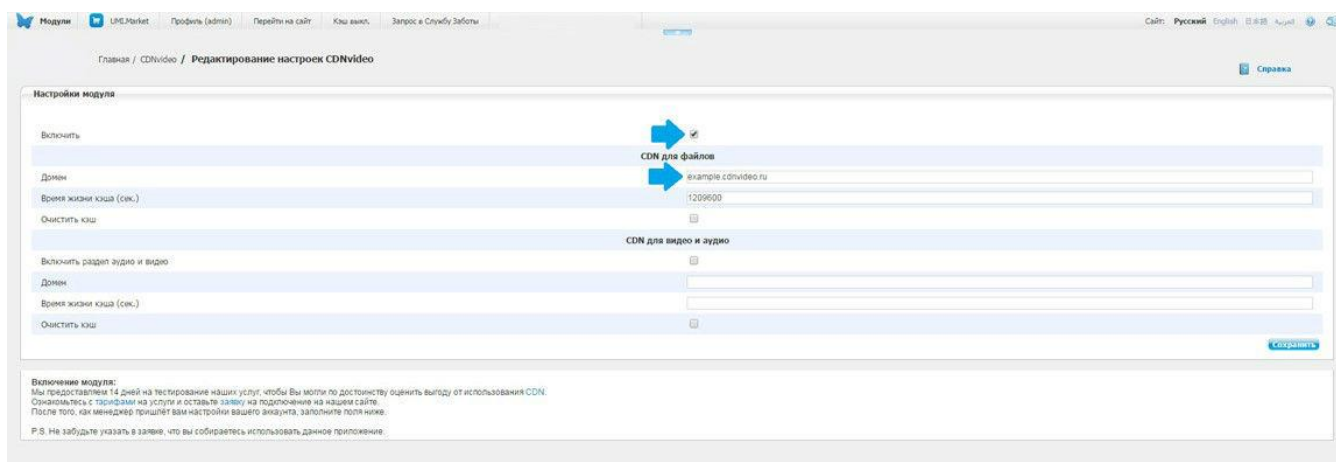 Модули UMI.Market Профиль (admin) Перейти на сайт Кэш выкл. Запрос в Службу Заботы Сайт: Русский English 日本語 العربية
Главная / CDNvideo / Редактирование настроек CDNvideo
Справка
Настройки модуля
Включить
CDN для файлов
Домен example.cdnvideo.ru
Время жизни кэша (сек.) 1209600
Очистить кэш
CDN для видео и аудио
Включить раздел аудио и видео
Домен
Время жизни кэша (сек.)
Очистить кэш
Сохранить
Включение модуля:
Мы предоставляем 14 дней на тестирование наших услуг, чтобы Вы могли по достоинству оценить выгоду от использования CDN.
Ознакомьтесь с тарифами на услуги и оставьте заявку на подключение на нашем сайте.
После того, как менеджер пришлёт вам настройки вашего аккаунта, заполните поля ниже.
P.S. Не забудьте указать в заявке, что вы собираетесь использовать данное приложение.